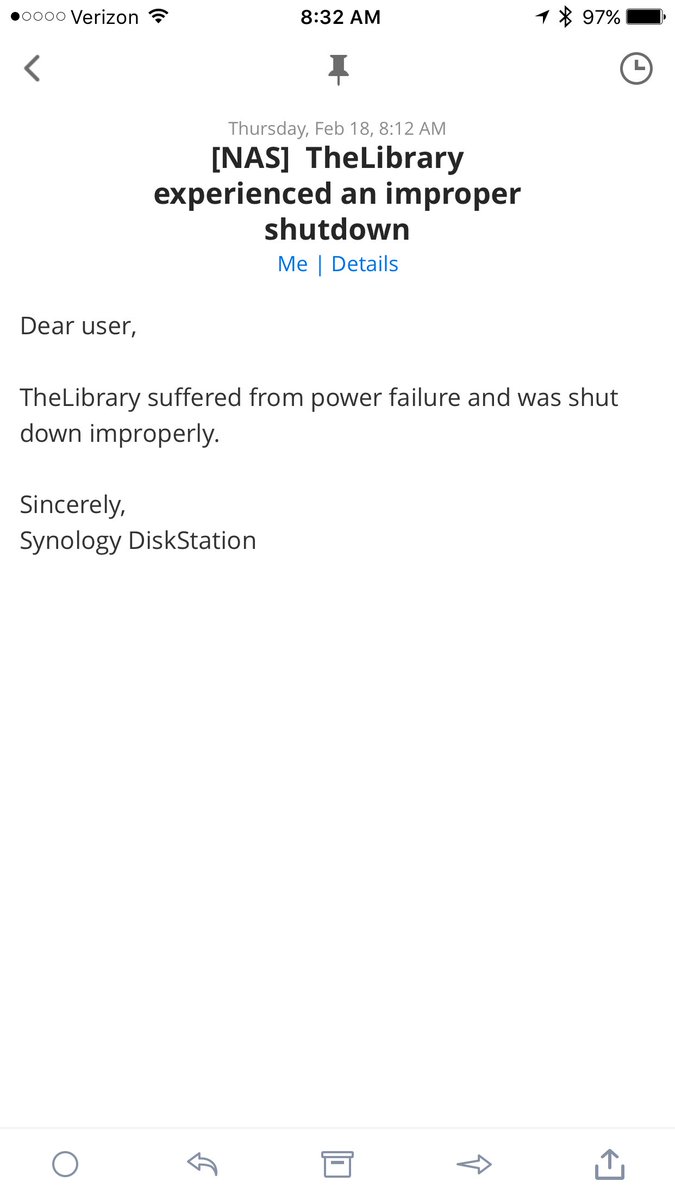 Verizon 8:32 AM 97%
Thursday, Feb 18, 8:12 AM
[NAS] TheLibrary
experienced an improper
shutdown
Me | Details
Dear user,
TheLibrary suffered from power failure and was shut
down improperly.
Sincerely,
Synology DiskStation